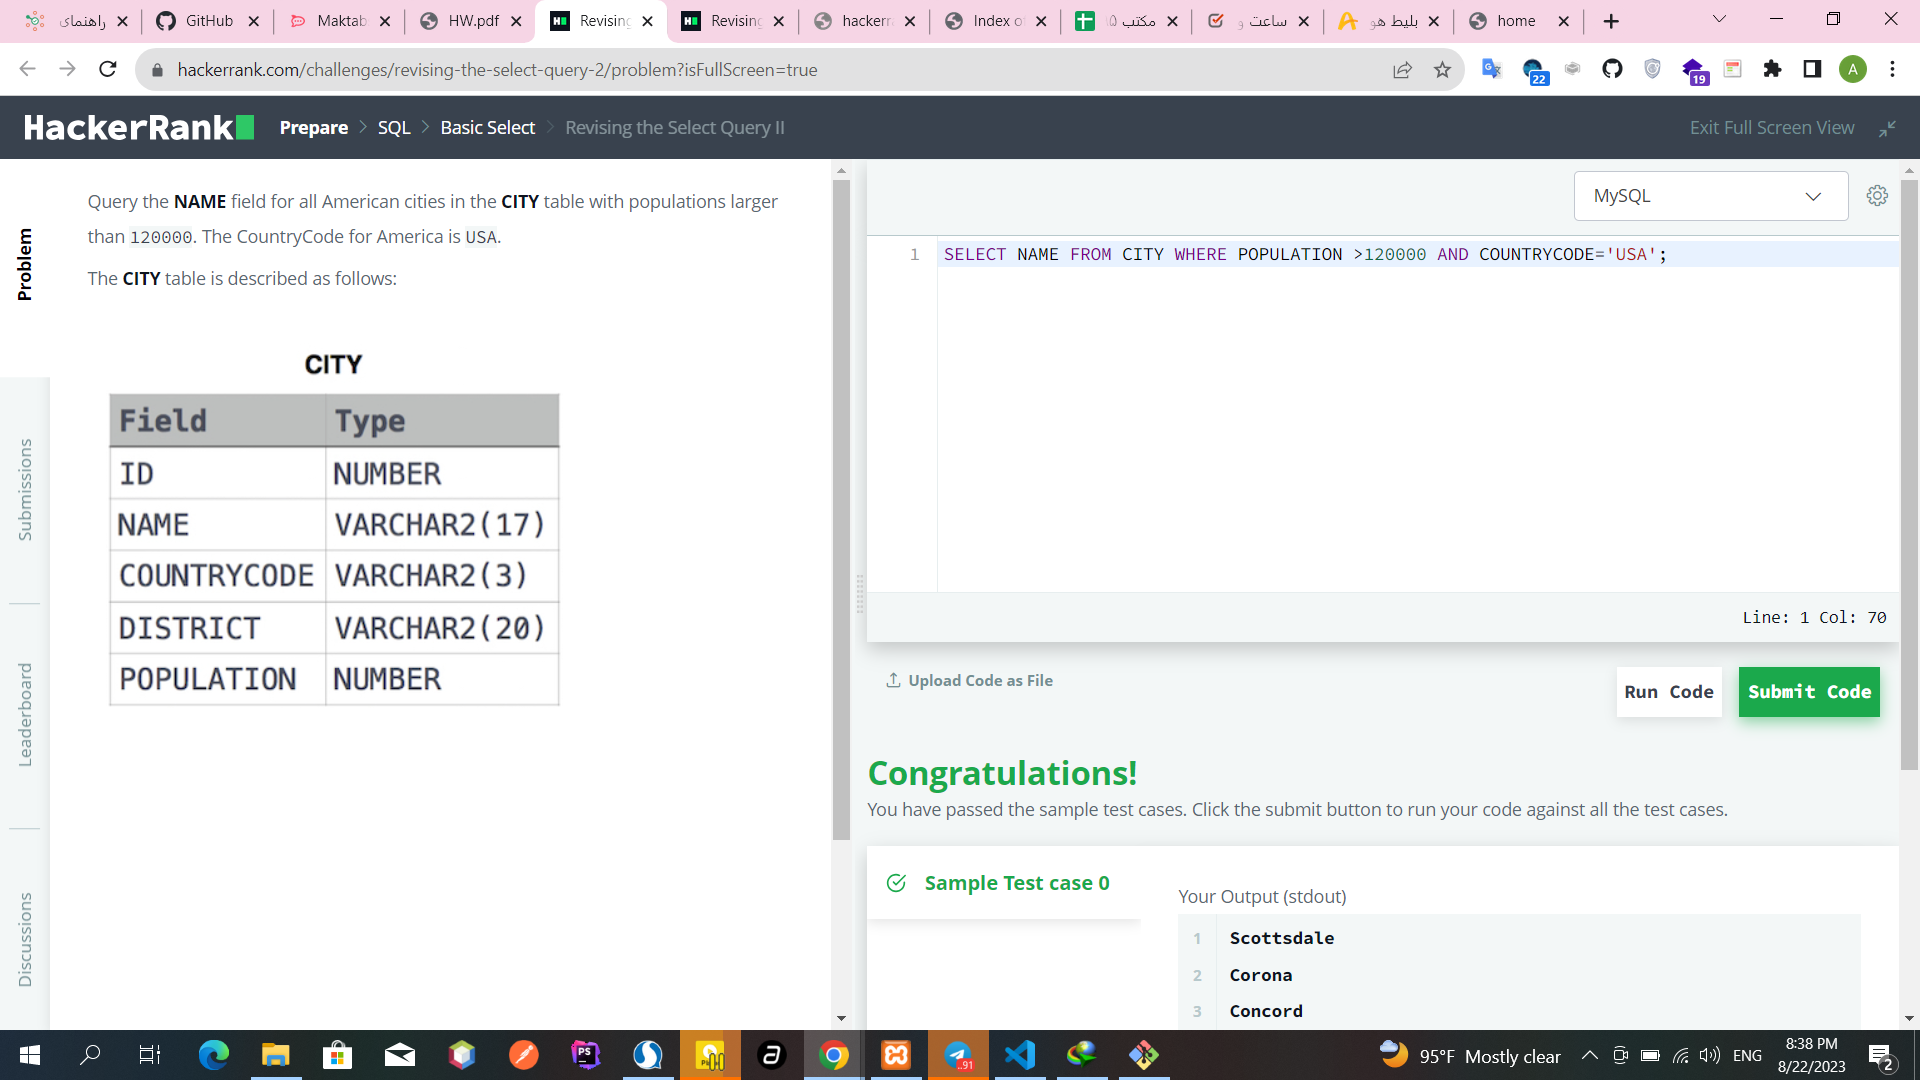 راهنمای
GitHub
Maktab
HW.pdf
Revising
Revising
hackerra
Index o
مکتب ۵
ساعت و
بلیط هو
home
hackerrank.com/challenges/revising-the-select-query-2/problem?isFullScreen=true
22
19
A
HackerRank
Prepare > SQL > Basic Select > Revising the Select Query II
Exit Full Screen View
Problem
Submissions
Leaderboard
Discussions
Query the NAME field for all American cities in the CITY table with populations larger
than 120000. The CountryCode for America is USA.
The CITY table is described as follows:
CITY
Field Type
ID NUMBER
NAME VARCHAR2(17)
COUNTRYCODE VARCHAR2(3)
DISTRICT VARCHAR2(20)
POPULATION NUMBER
MySQL
1 SELECT NAME FROM CITY WHERE POPULATION >120000 AND COUNTRYCODE='USA';
Line: 1 Col: 70
Upload Code as File
Run Code
Submit Code
Congratulations!
You have passed the sample test cases. Click the submit button to run your code against all the test cases.
Sample Test case 0
Your Output (stdout)
1 Scottsdale
2 Corona
3 Concord
PS
..91
95°F Mostly clear
ENG
8:38 PM
8/22/2023
2